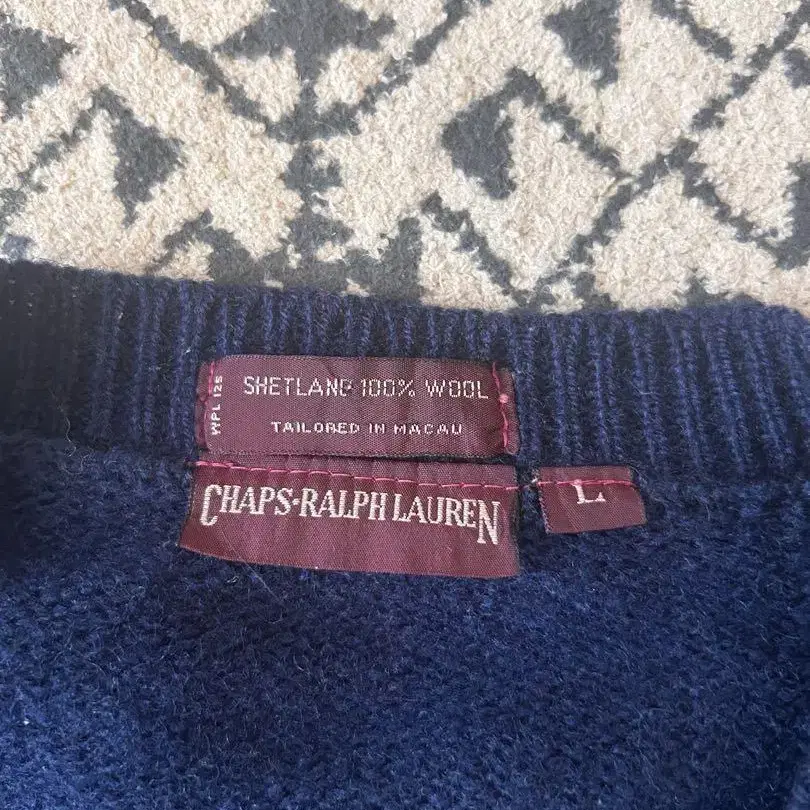 WPL 125
SHETLAND 100% WOOL
TAILORED IN MACAU
CHAPS-RALPH LAUREN
L